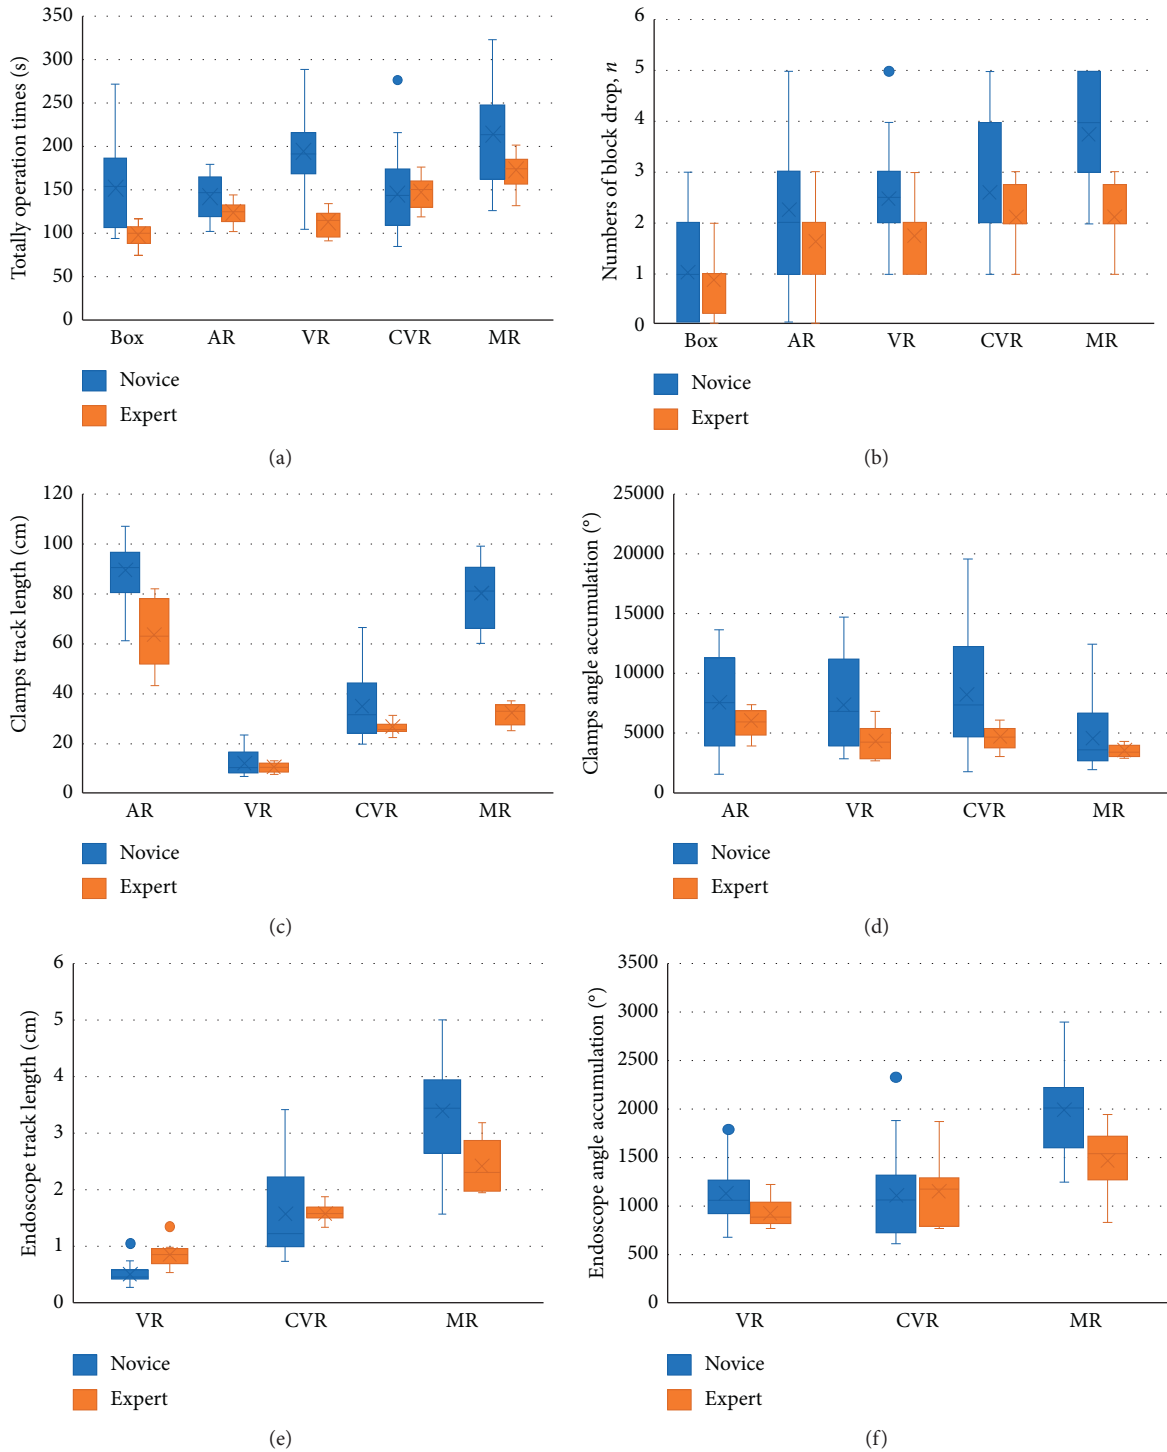 Totally operation times (s)
350
300
250
200
150
100
50
0
Box AR VR CVR MR
Novice
Expert
(a)
Numbers of block drop, n
6
5
4
3
2
1
0
Box AR VR CVR MR
Novice
Expert
(b)
Clamps track length (cm)
120
100
80
60
40
20
0
AR VR CVR MR
Novice
Expert
(c)
Clamps angle accumulation (°)
25000
20000
15000
10000
5000
0
AR VR CVR MR
Novice
Expert
(d)
Endoscope track length (cm)
6
5
4
3
2
1
0
VR CVR MR
Novice
Expert
(e)
Endoscope angle accumulation (°)
3500
3000
2500
2000
1500
1000
500
0
VR CVR MR
Novice
Expert
(f)